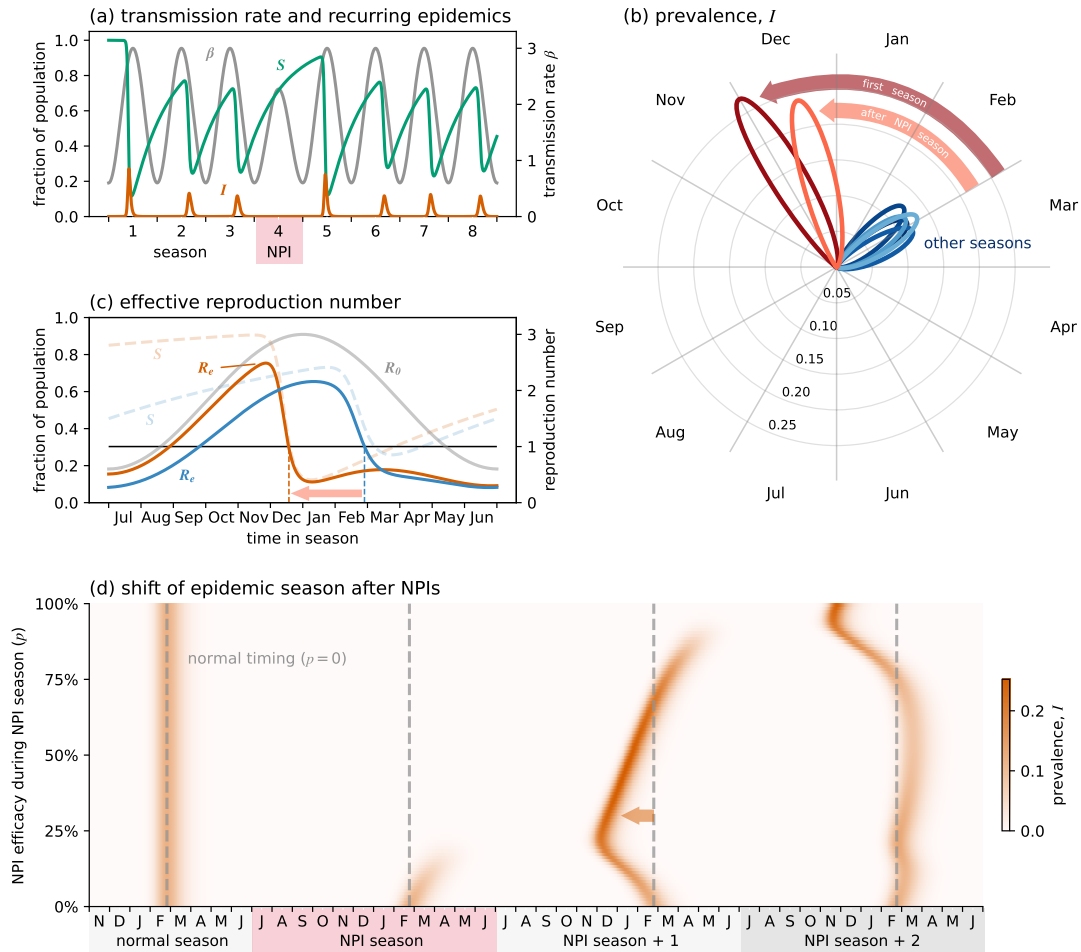 (a) transmission rate and recurring epidemics
fraction of population
1.0
0.8
0.6
0.4
0.2
0.0
β
S
I
3
2
1
0
transmission rate β
1 2 3 4 5 6 7 8
season
NPI
(b) prevalence, I
Dec
Jan
Nov
Feb
first season
after NPI season
Oct
Mar
other seasons
Sep
Apr
0.05
0.10
0.15
0.20
0.25
Aug
May
Jul
Jun
(c) effective reproduction number
fraction of population
1.0
0.8
0.6
0.4
0.2
0.0
S
S
Re
Re
R0
3
2
1
0
reproduction number
Jul Aug Sep Oct Nov Dec Jan Feb Mar Apr May Jun
time in season
(d) shift of epidemic season after NPIs
NPI efficacy during NPI season (p)
100%
75%
50%
25%
0%
normal timing (p = 0)
0.2
0.1
0.0
prevalence, I
N D J F M A M J J A S O N D J F M A M J J A S O N D J F M A M J J A S O N D J F M A M J
normal season
NPI season
NPI season + 1
NPI season + 2